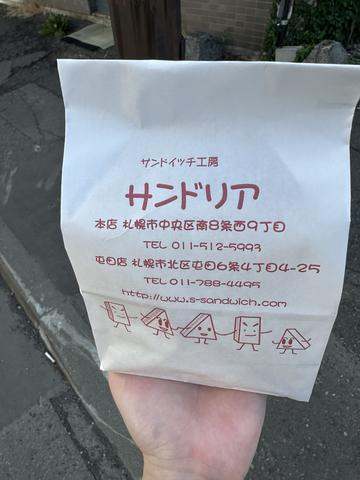 サンドイッチ工房
サンドリア
本店 札幌市中央区南8条西9丁目
TEL 011-512-5993
屯田店 札幌市北区屯田6条4丁目4-25
TEL 011-788-4495
http://www.s-sandwich.com